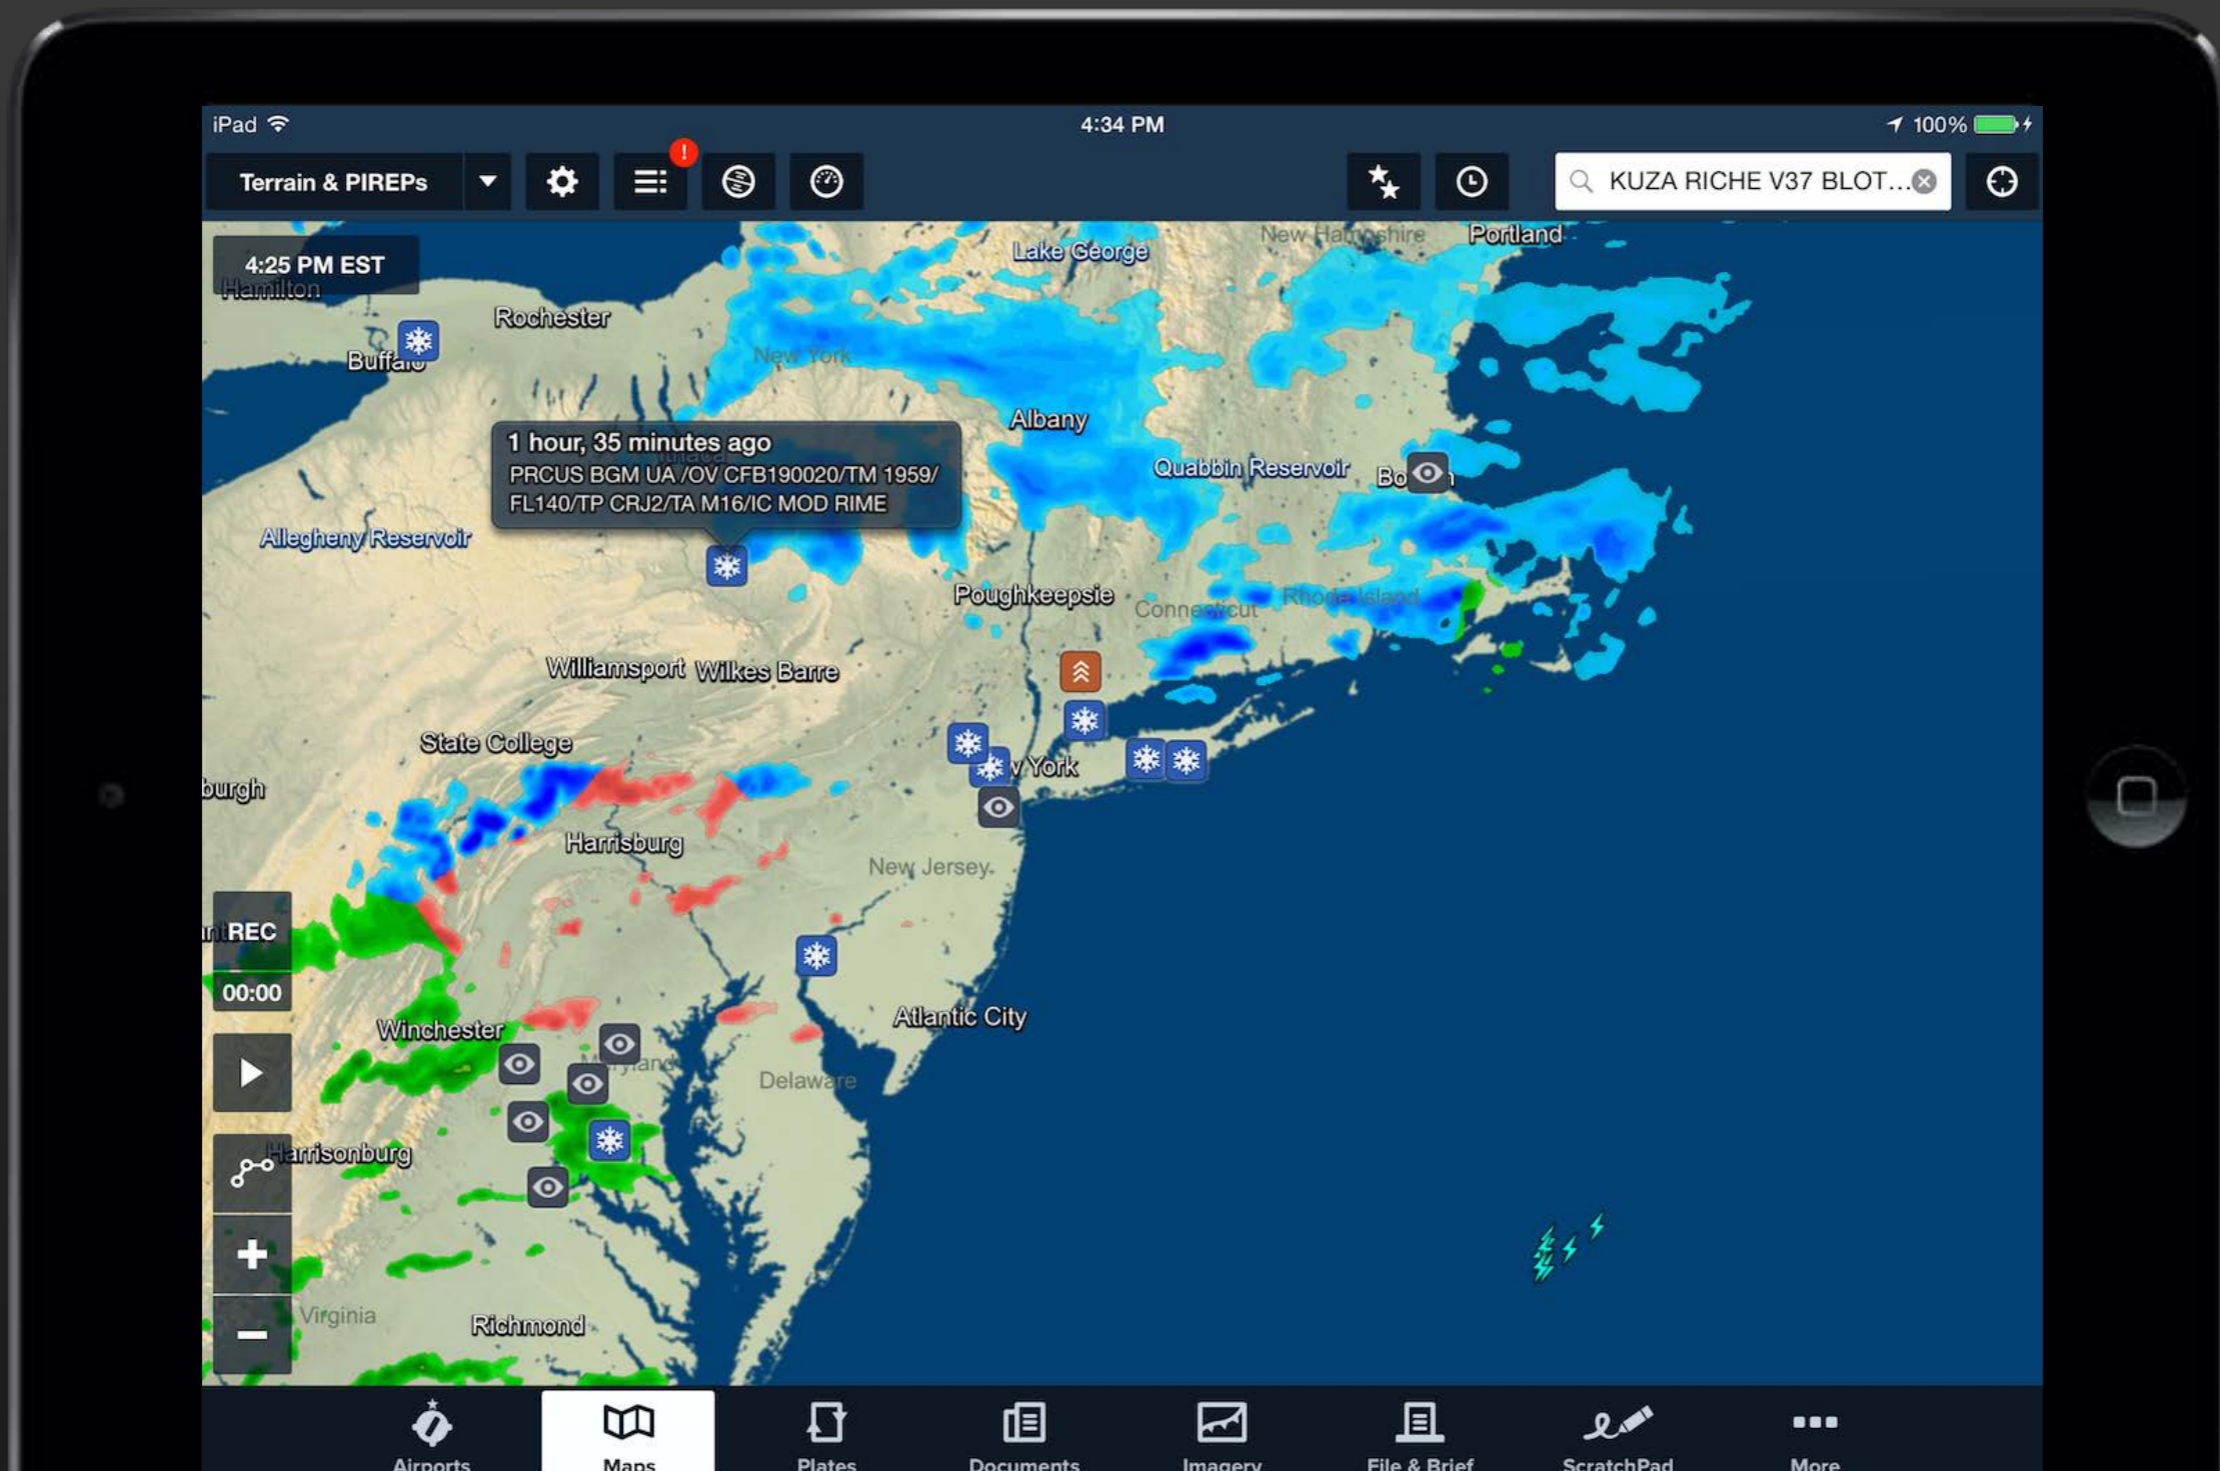 iPad
4:34 PM
100%
Terrain & PIREPs
!
KUZA RICHE V37 BLOT...
4:25 PM EST
Hamilton
Lake George
New Hampshire
Portland
Rochester
Buffalo
New York
Albany
1 hour, 35 minutes ago
Ithaca
PRCUS BGM UA /OV CFB190020/TM 1959/
FL140/TP CRJ2/TA M16/IC MOD RIME
Quabbin Reservoir
Bo n
Allegheny Reservoir
Poughkeepsie
Connecticut
Rhode Island
Williamsport
Wilkes Barre
State College
w York
burgh
Harrisburg
New Jersey
REC
00:00
Winchester
Maryland
Atlantic City
Delaware
Harrisonburg
Virginia
Richmond
Airports
Maps
Plates
Documents
Imagery
File & Brief
ScratchPad
More